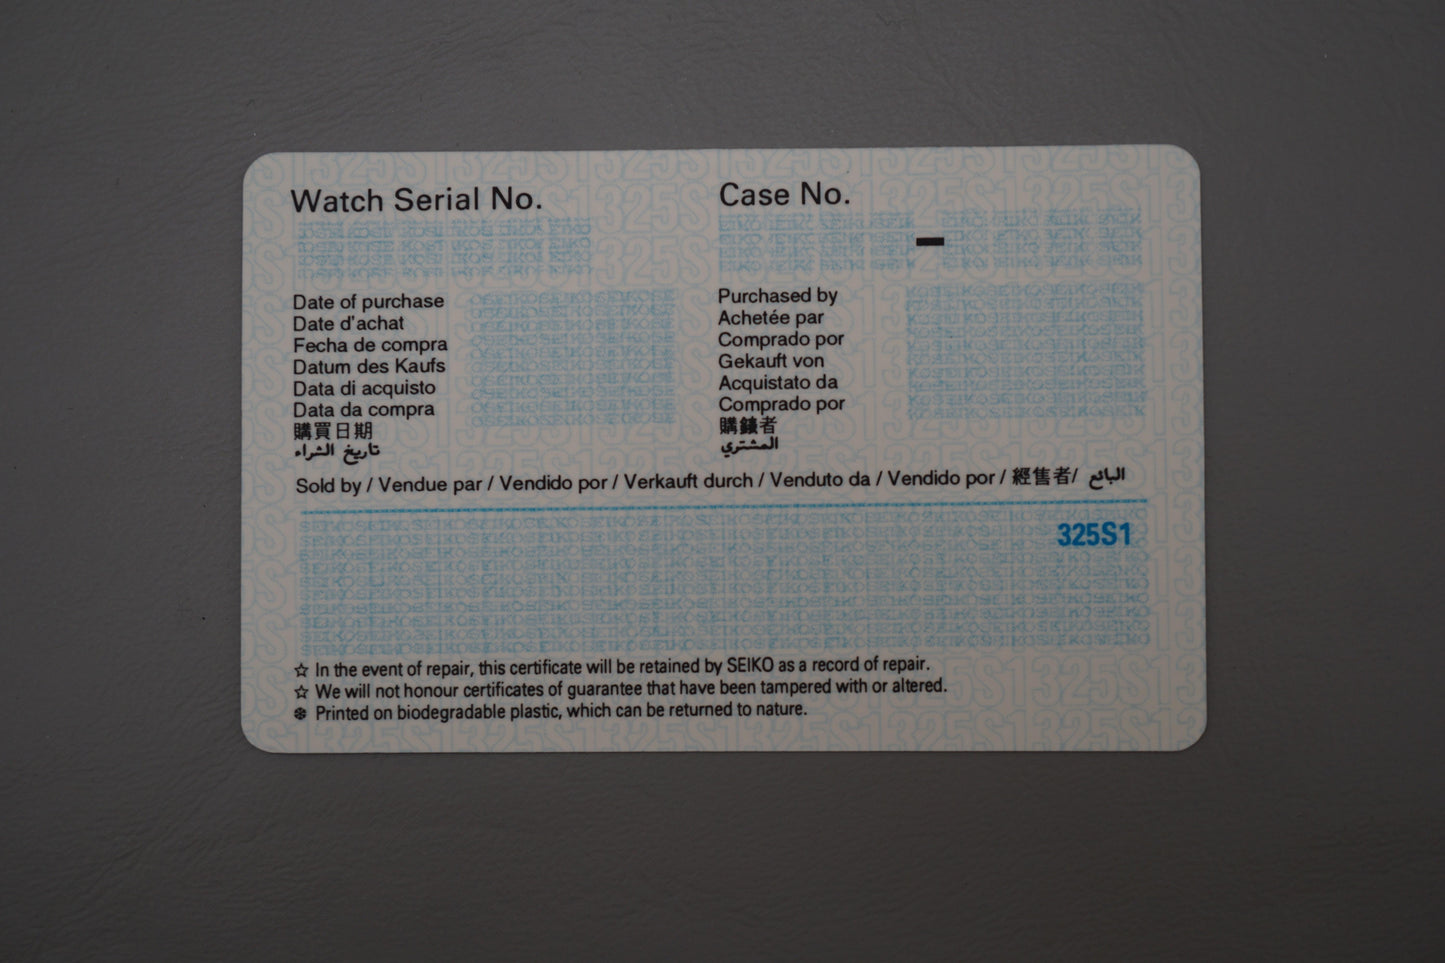 Watch Serial No.
Case No.
Date of purchase
Date d'achat
Fecha de compra
Datum des Kaufs
Data di acquisto
Data da compra
購買日期
تاريخ الشراء
Purchased by
Achetée par
Comprado por
Gekauft von
Acquistato da
Comprado por
購錶者
المشتري
Sold by / Vendue par / Vendido por / Verkauft durch / Venduto da / Vendido por / 經售者/ البائع
325S1
☆ In the event of repair, this certificate will be retained by SEIKO as a record of repair.
☆ We will not honour certificates of guarantee that have been tampered with or altered.
❆ Printed on biodegradable plastic, which can be returned to nature.